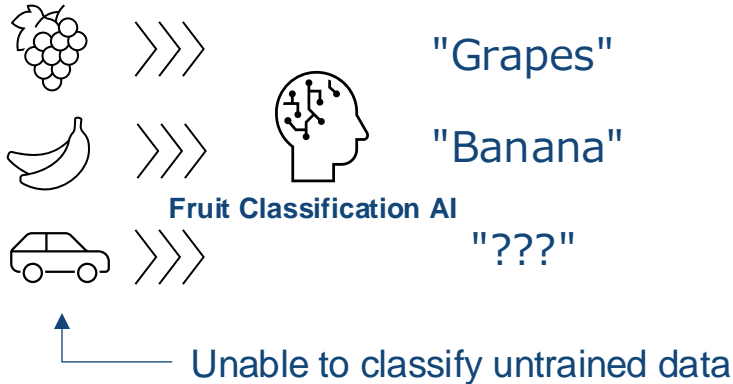 "Grapes"
"Banana"
Fruit Classification AI
"???"
Unable to classify untrained data